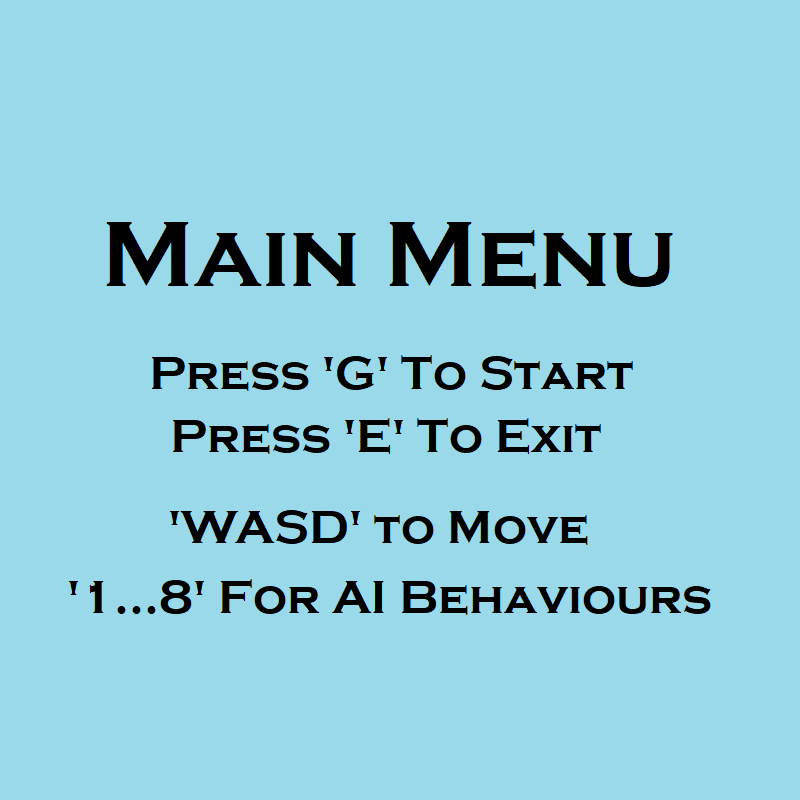 Main Menu
Press 'G' To Start
Press 'E' To Exit
'WASD' to Move
'1...8' For AI Behaviours